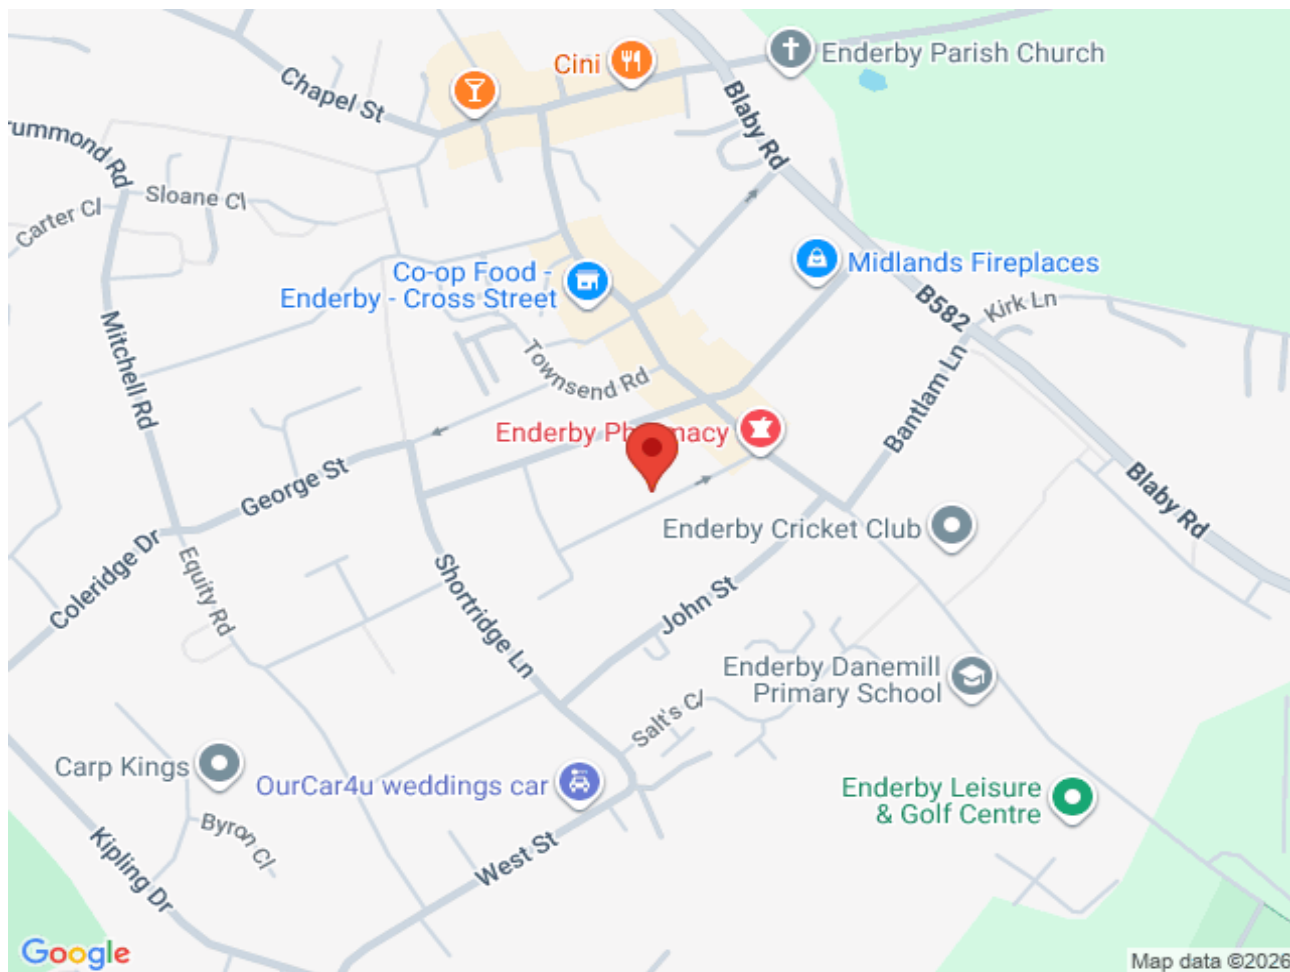 Cini
Enderby Parish Church
Chapel St
Blaby Rd
Drummond Rd
Sloane Cl
Carter Cl
Co-op Food -
Enderby - Cross Street
Midlands Fireplaces
B582
Kirk Ln
Mitchell Rd
Townsend Rd
Bantlam Ln
Enderby Pharmacy
George St
Blaby Rd
Enderby Cricket Club
Coleridge Dr
Equity Rd
Shortridge Ln
John St
Enderby Danemill
Primary School
Salt's Cl
Carp Kings
OurCar4u weddings car
Enderby Leisure
& Golf Centre
Byron Cl
Kipling Dr
West St
Google
Map data ©2026